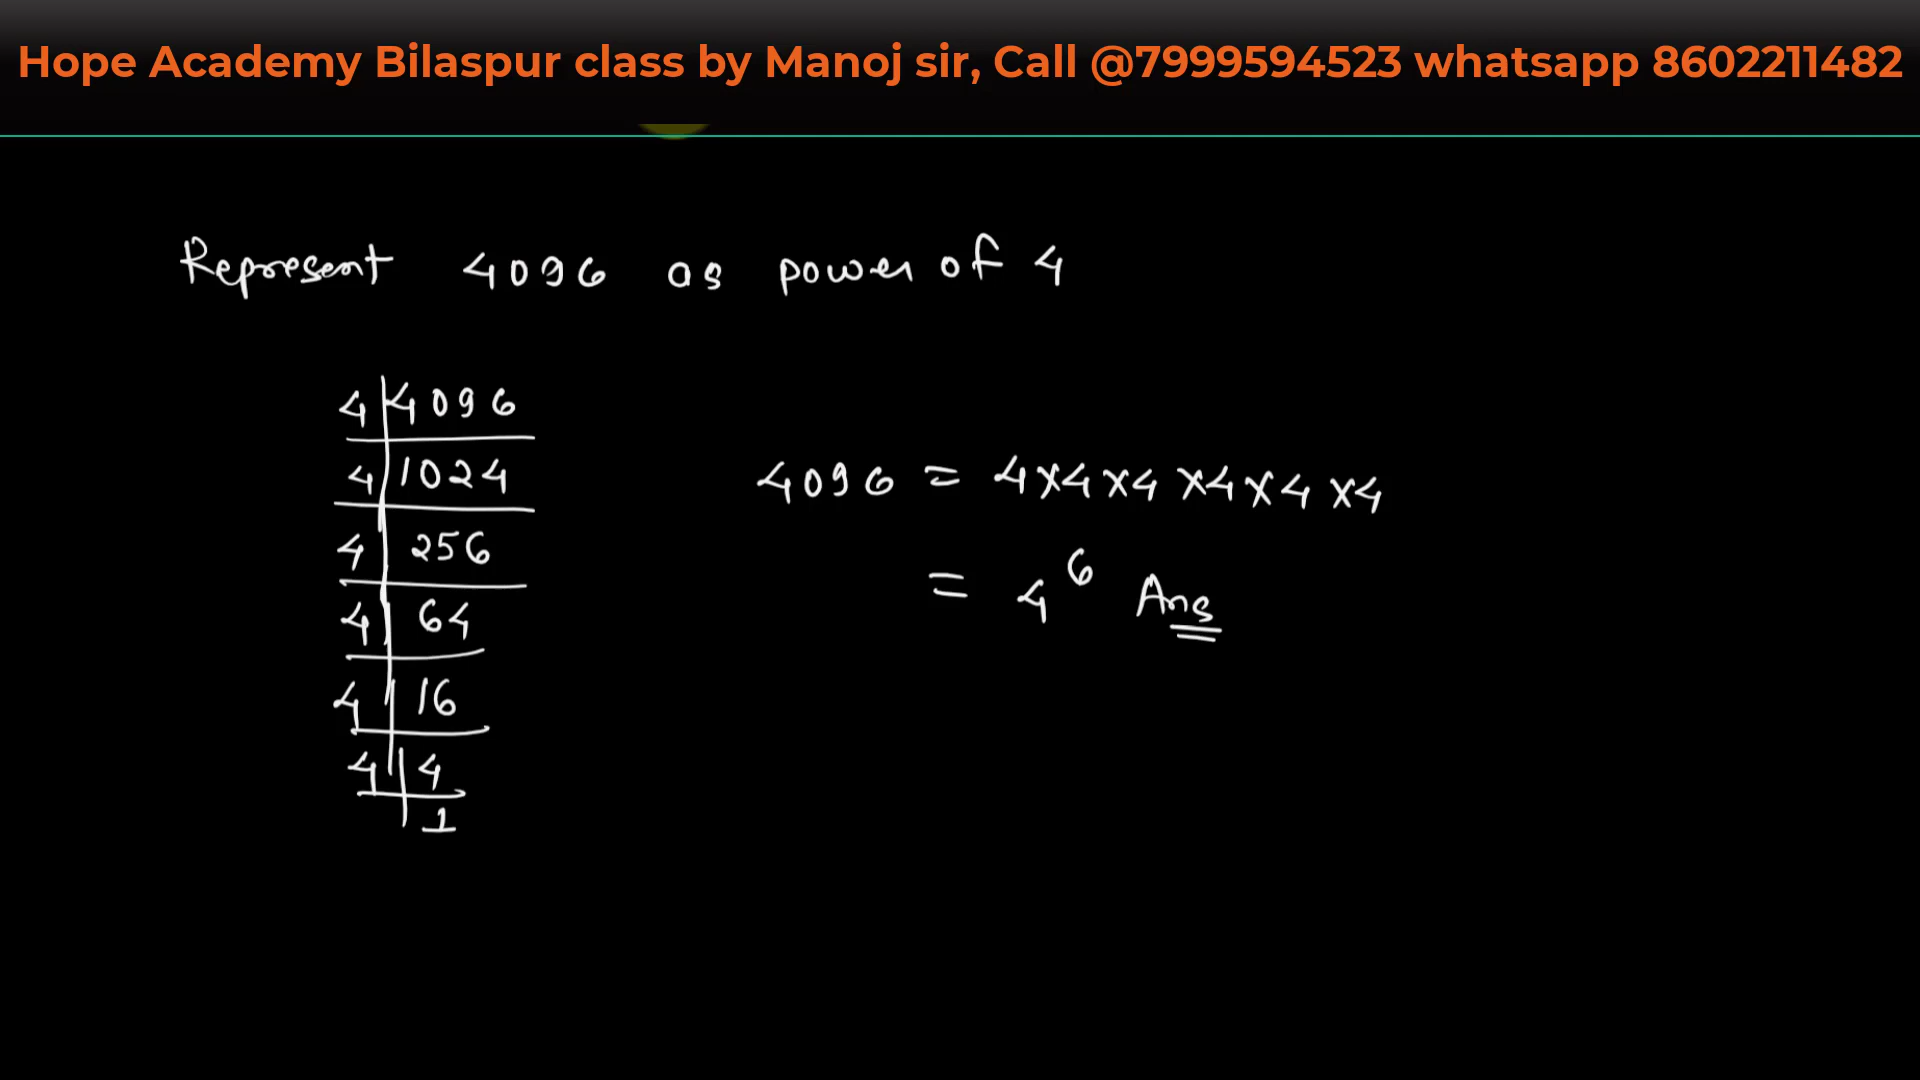 Hope Academy Bilaspur class by Manoj sir, Call @7999594523 whatsapp 8602211482
Represent 4096 as power of 4
4 4096
4 1024
4 256
4 64
4 16
4 4
1
4096 = 4×4×4×4×4×4
= 4⁶ Ans